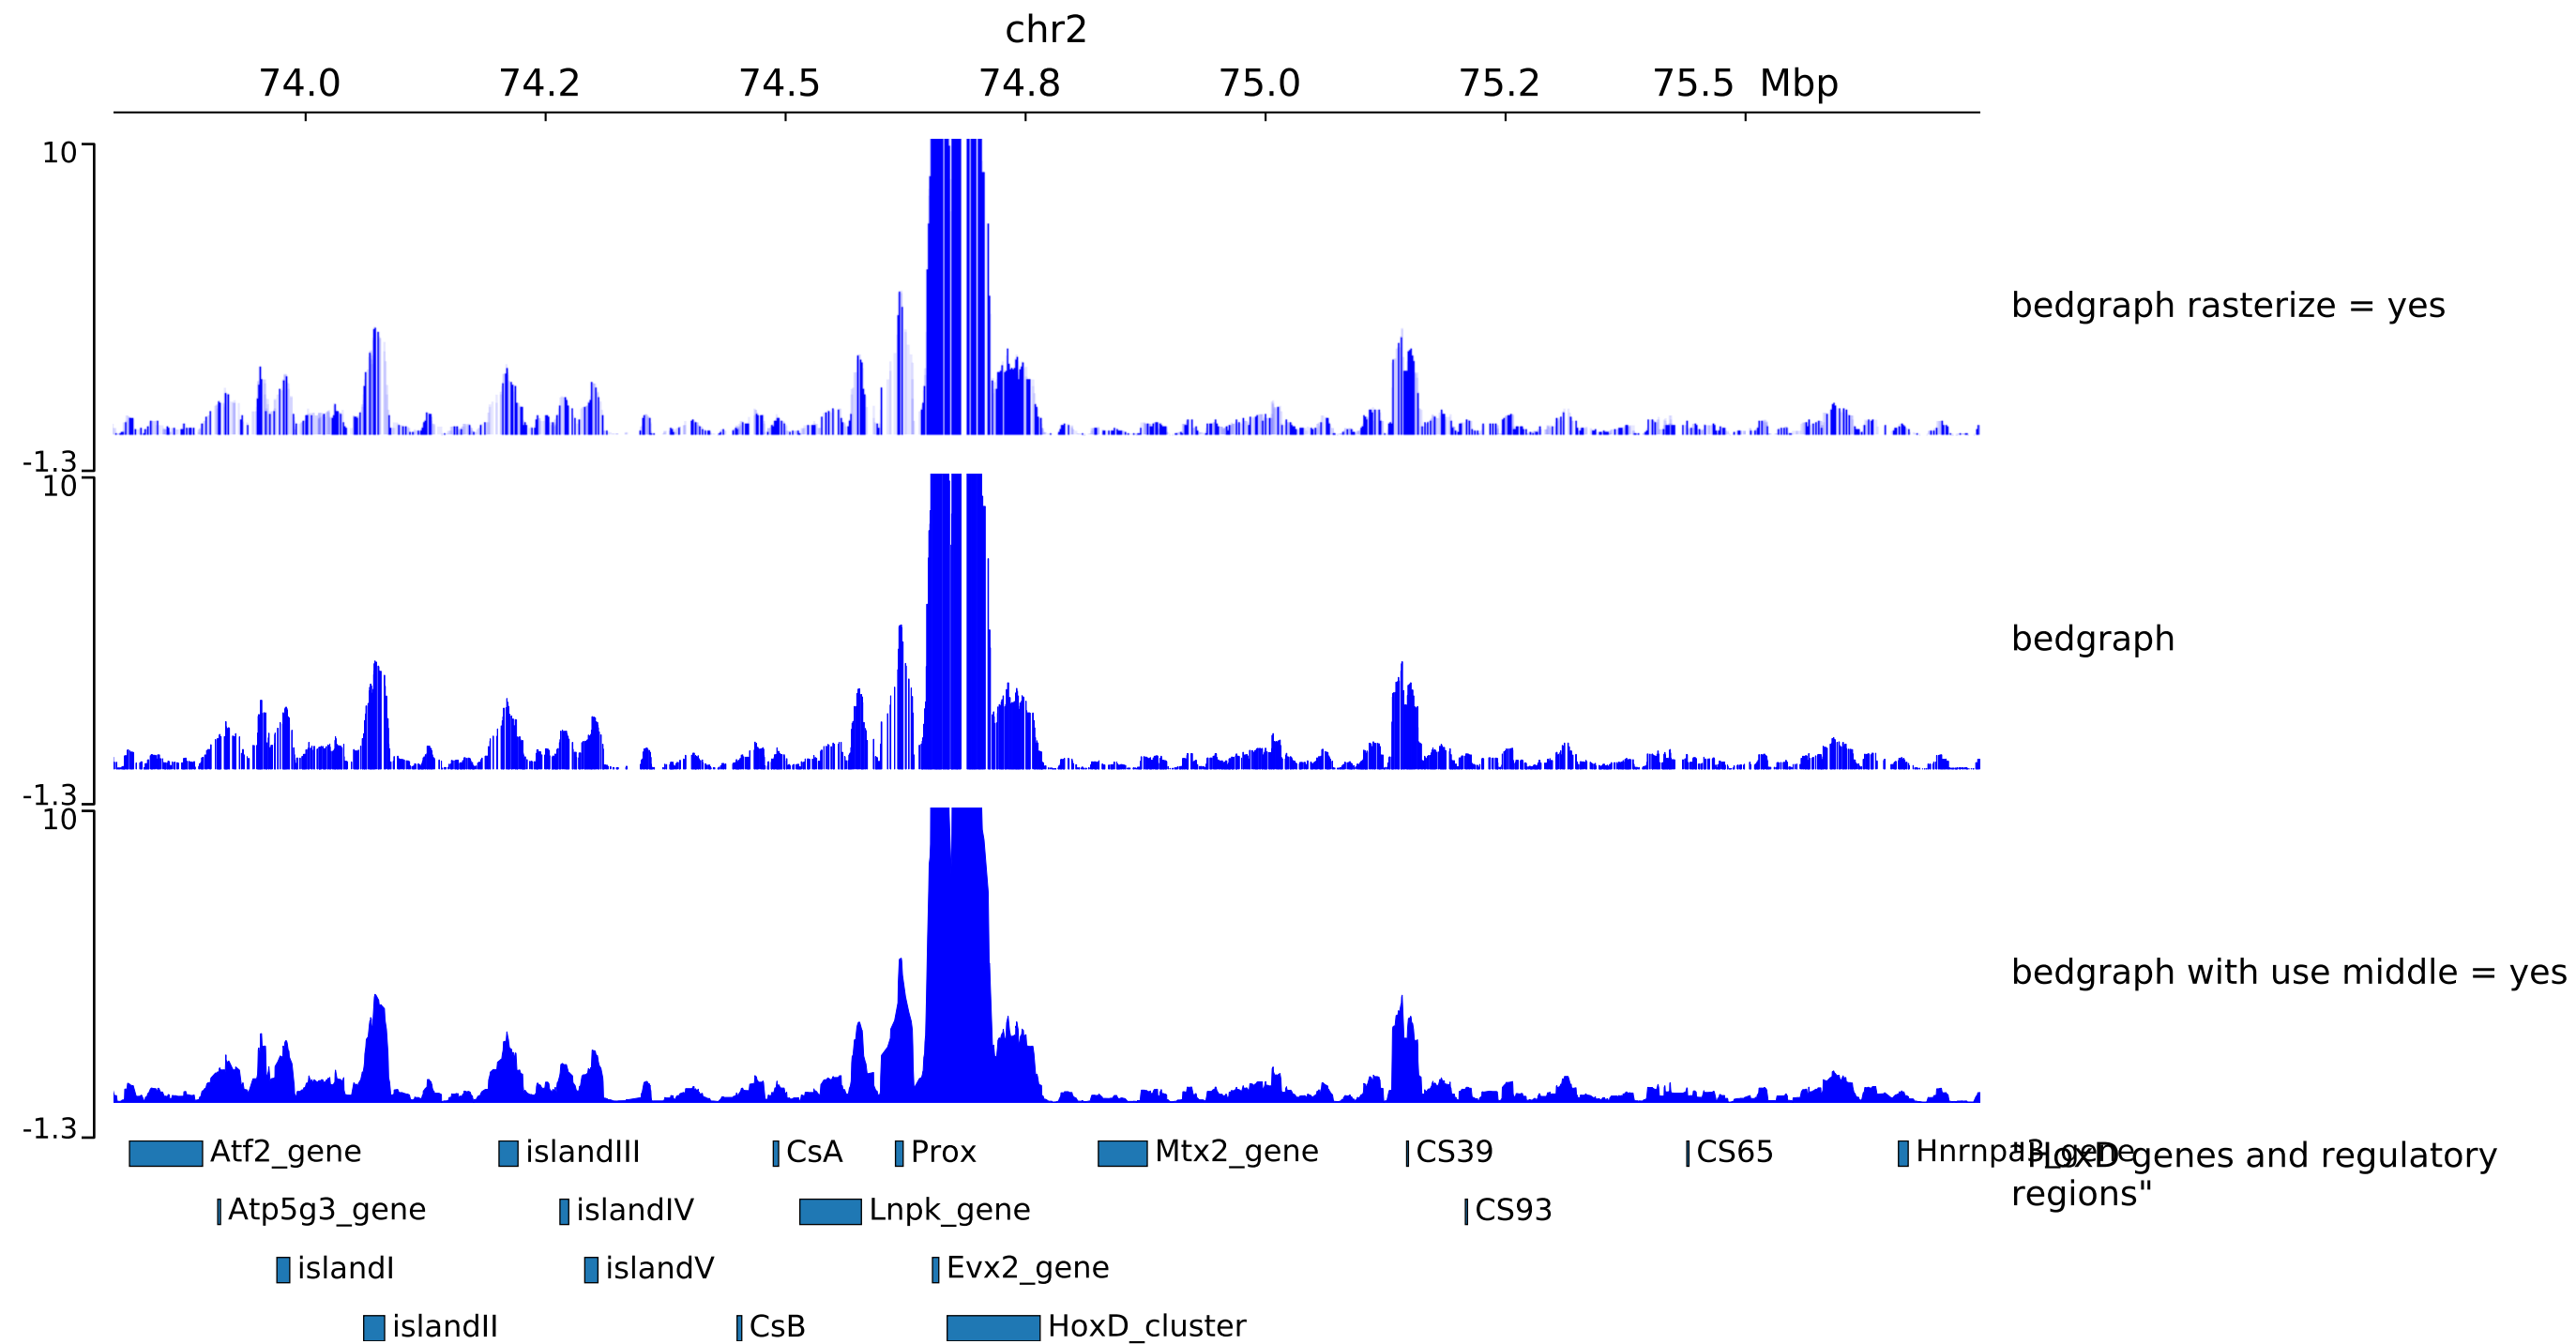 chr2
74.0 74.2 74.5 74.8 75.0 75.2 75.5 Mbp
10
bedgraph rasterize = yes
-1.3
10
bedgraph
-1.3
10
bedgraph with use middle = yes
-1.3
Atf2_gene islandIII CsA Prox Mtx2_gene CS39 CS65 Hnrnpa3_gene
"HoxD genes and regulatory
regions"
Atp5g3_gene islandIV Lnpk_gene CS93
islandI islandV Evx2_gene
islandII CsB HoxD_cluster